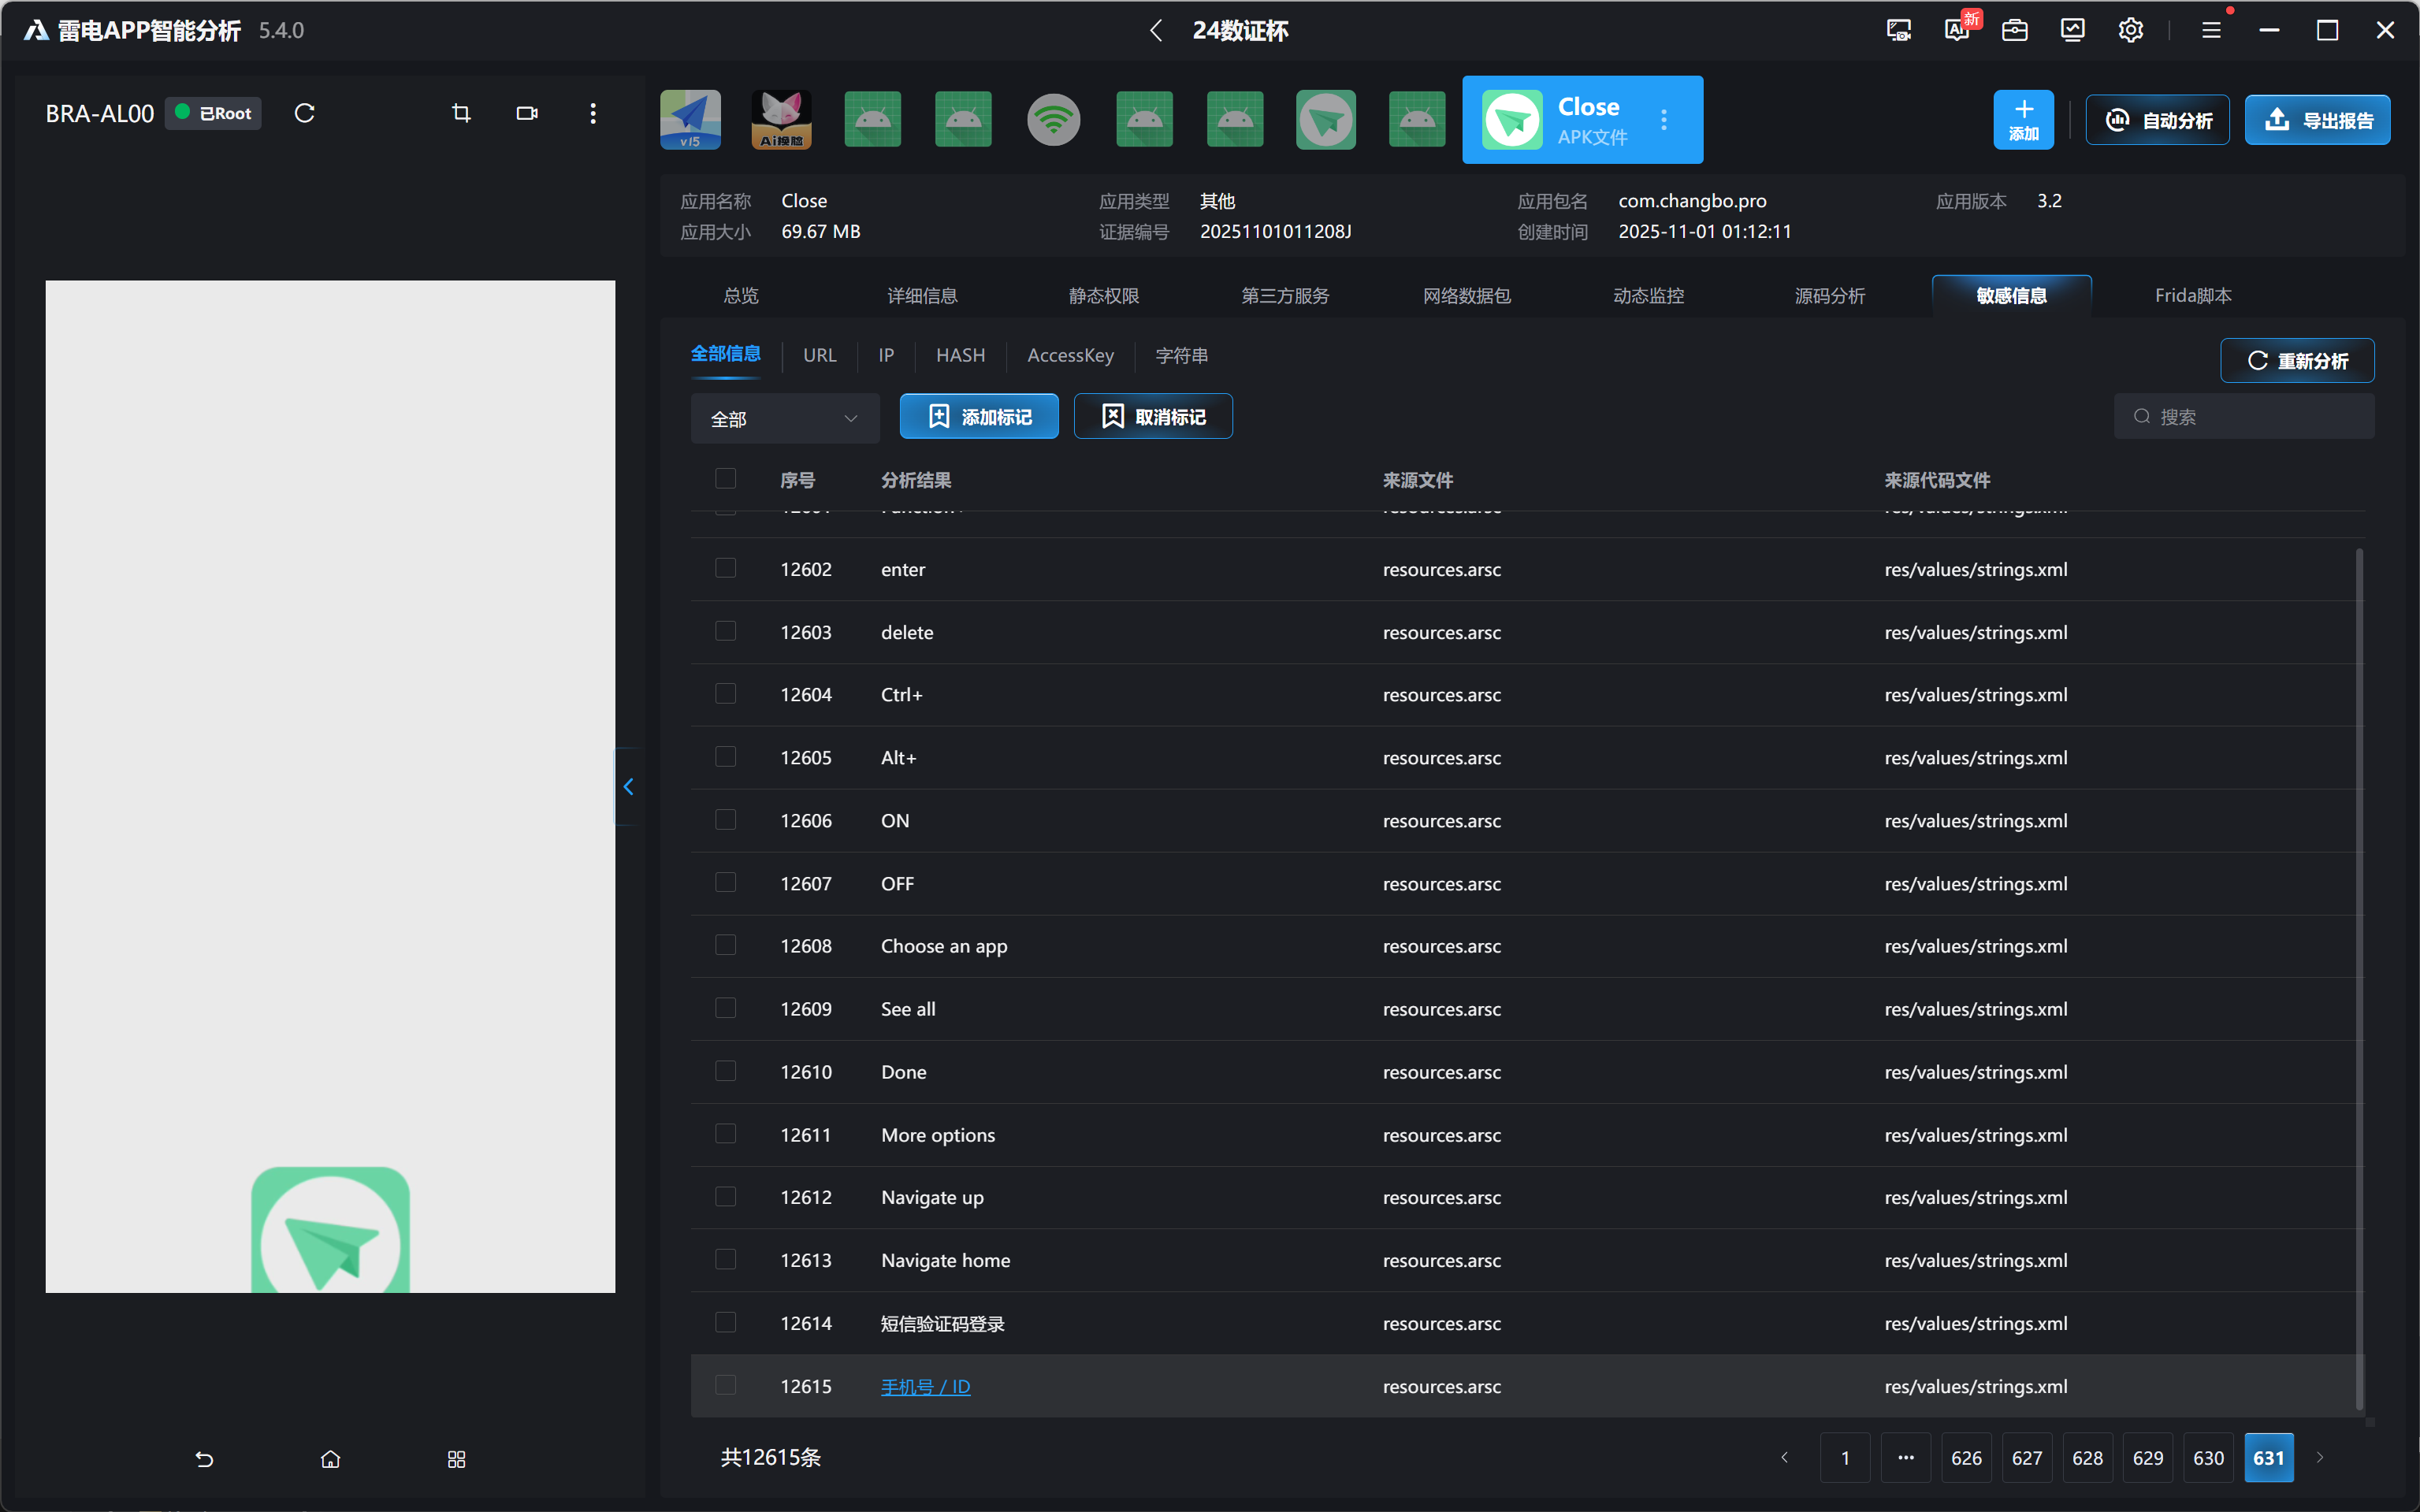 雷电APP智能分析 5.4.0
24数证杯
新
BRA-AL00 已Root
v15
Ai换脸
Close
APK文件
添加
自动分析
导出报告
应用名称 Close 应用类型 其他 应用包名 com.changbo.pro 应用版本 3.2
应用大小 69.67 MB 证据编号 20251101011208J 创建时间 2025-11-01 01:12:11
总览 详细信息 静态权限 第三方服务 网络数据包 动态监控 源码分析 敏感信息 Frida脚本
全部信息 URL IP HASH AccessKey 字符串
重新分析
全部 添加标记 取消标记 搜索
序号 分析结果 来源文件 来源代码文件
12602 enter resources.arsc res/values/strings.xml
12603 delete resources.arsc res/values/strings.xml
12604 Ctrl+ resources.arsc res/values/strings.xml
12605 Alt+ resources.arsc res/values/strings.xml
12606 ON resources.arsc res/values/strings.xml
12607 OFF resources.arsc res/values/strings.xml
12608 Choose an app resources.arsc res/values/strings.xml
12609 See all resources.arsc res/values/strings.xml
12610 Done resources.arsc res/values/strings.xml
12611 More options resources.arsc res/values/strings.xml
12612 Navigate up resources.arsc res/values/strings.xml
12613 Navigate home resources.arsc res/values/strings.xml
12614 短信验证码登录 resources.arsc res/values/strings.xml
12615 手机号 / ID resources.arsc res/values/strings.xml
共12615条
1 ··· 626 627 628 629 630 631